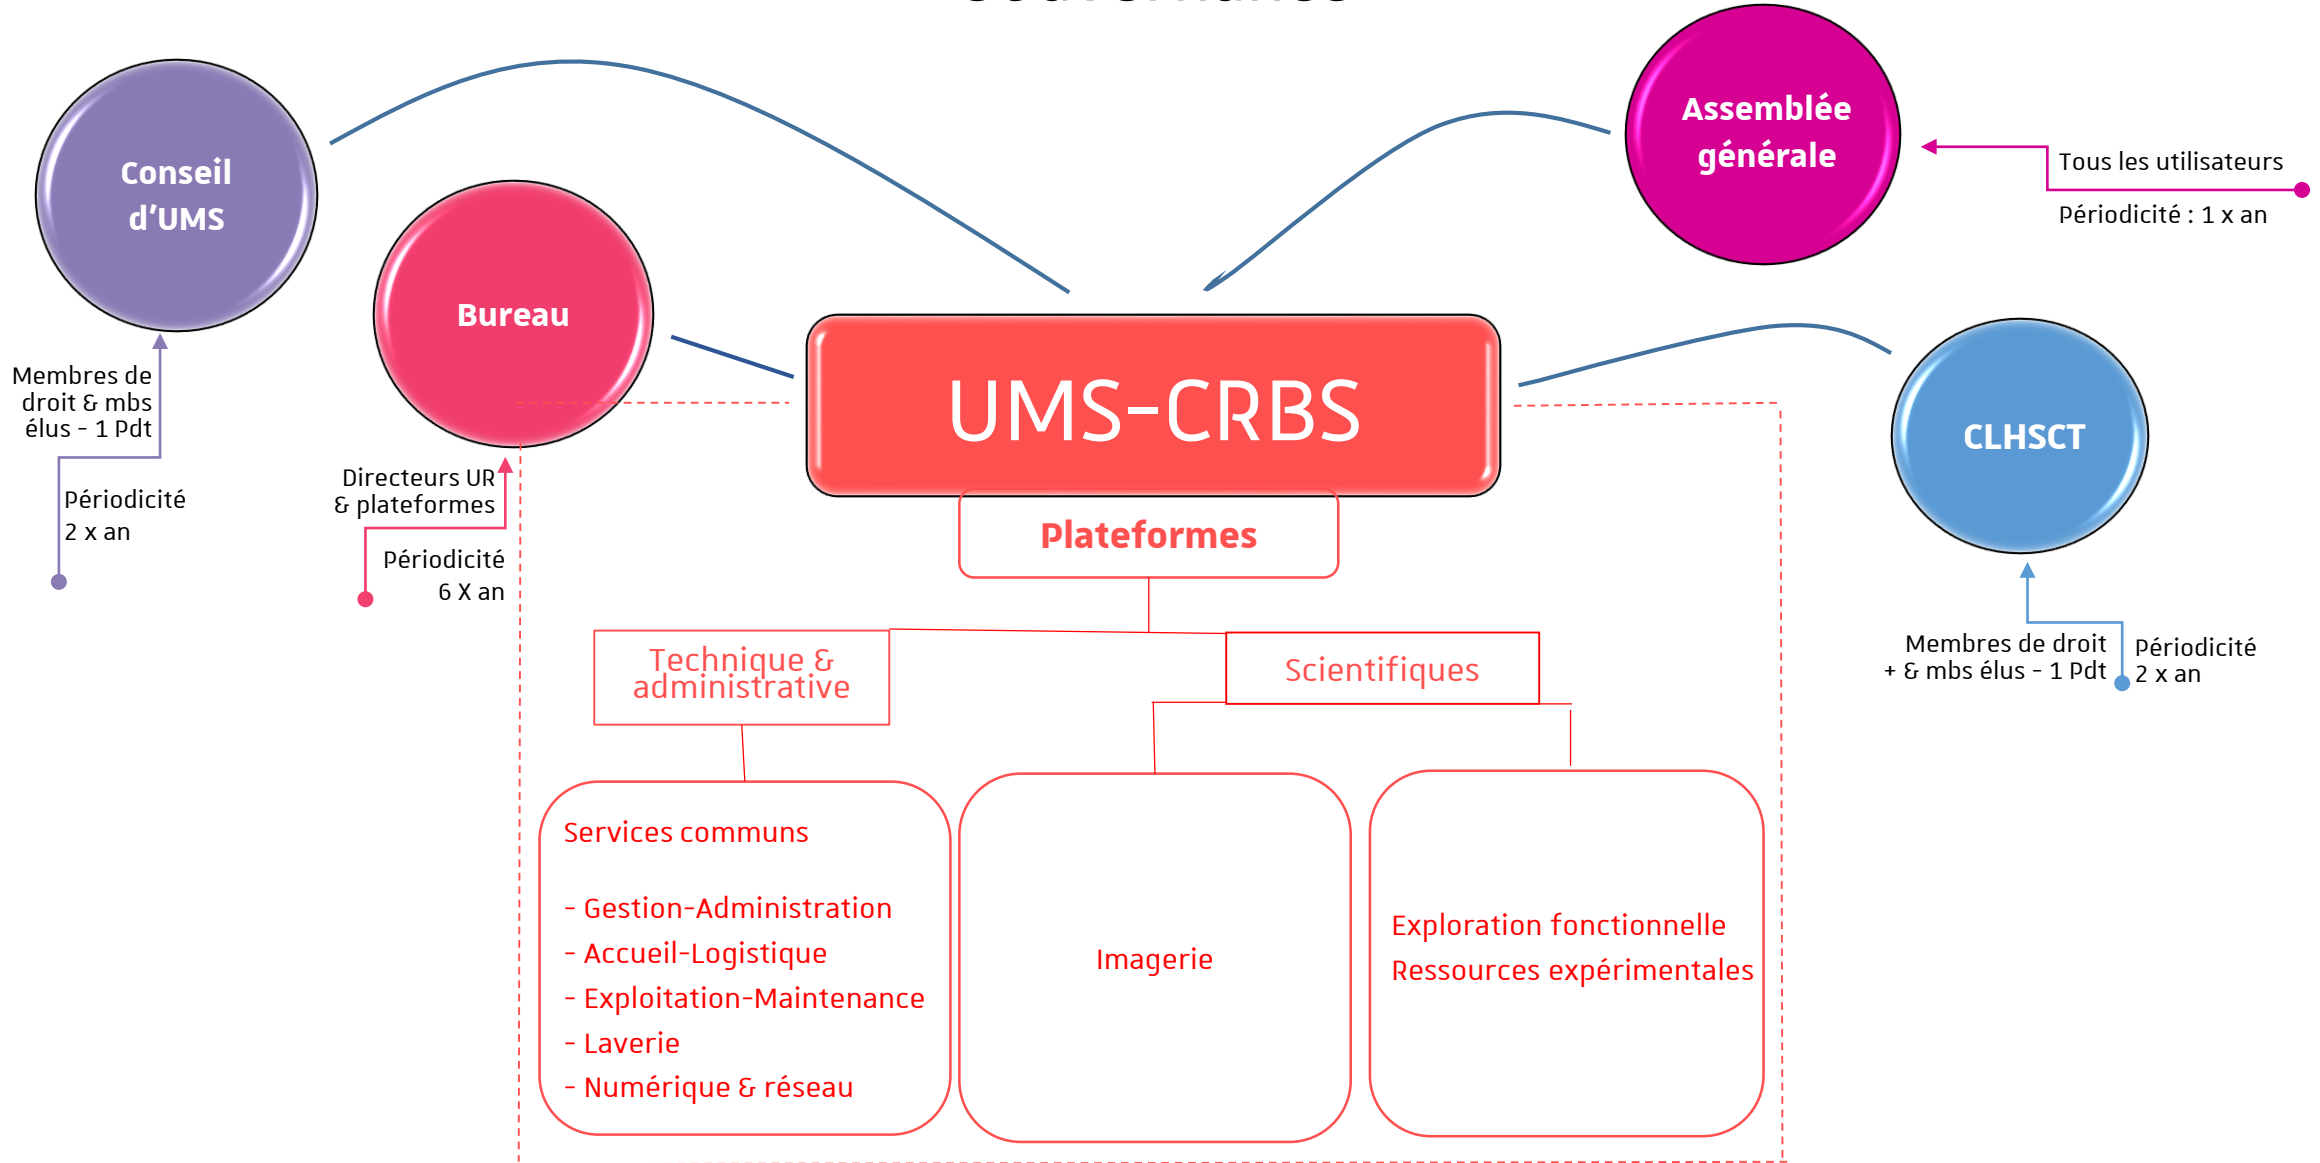 Conseil
d'UMS
Membres de
droit & mbs
élus - 1 Pdt
Périodicité
2 x an
Bureau
Directeurs UR
& plateformes
Périodicité
6 X an
Assemblée
générale
Tous les utilisateurs
Périodicité : 1 x an
CLHSCT
Membres de droit
+ & mbs élus - 1 Pdt
Périodicité
2 x an
UMS-CRBS
Plateformes
Technique &
administrative
Scientifiques
Services communs
- Gestion-Administration
- Accueil-Logistique
- Exploitation-Maintenance
- Laverie
- Numérique & réseau
Imagerie
Exploration fonctionnelle
Ressources expérimentales